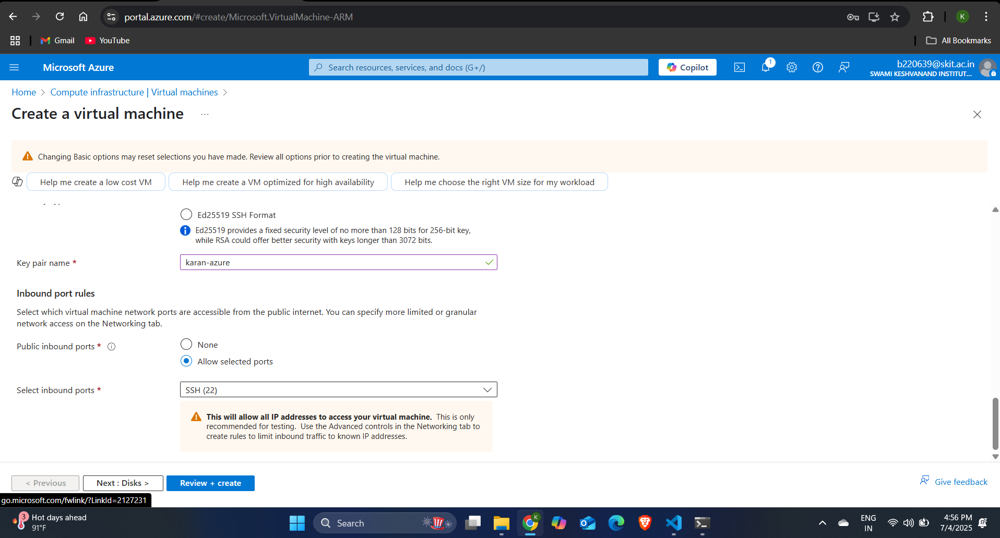 portal.azure.com/#create/Microsoft.VirtualMachine-ARM
K
Gmail
YouTube
All Bookmarks
Microsoft Azure
Search resources, services, and docs (G+/)
Copilot
1
b220639@skit.ac.in
SWAMI KESHVANAND INSTITUT...
Home > Compute infrastructure | Virtual machines >
Create a virtual machine ...
Changing Basic options may reset selections you have made. Review all options prior to creating the virtual machine.
Help me create a low cost VM
Help me create a VM optimized for high availability
Help me choose the right VM size for my workload
Ed25519 SSH Format
Ed25519 provides a fixed security level of no more than 128 bits for 256-bit key,
while RSA could offer better security with keys longer than 3072 bits.
Key pair name *
karan-azure
Inbound port rules
Select which virtual machine network ports are accessible from the public internet. You can specify more limited or granular
network access on the Networking tab.
Public inbound ports *
None
Allow selected ports
Select inbound ports *
SSH (22)
This will allow all IP addresses to access your virtual machine. This is only
recommended for testing. Use the Advanced controls in the Networking tab to
create rules to limit inbound traffic to known IP addresses.
< Previous
Next : Disks >
Review + create
Give feedback
go.microsoft.com/fwlink/?LinkId=2127231
3
Hot days ahead
91°F
Search
K
ENG
IN
4:56 PM
7/4/2025